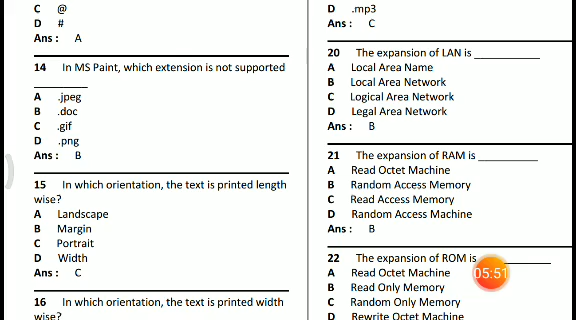 C @
D #
Ans : A
14 In MS Paint, which extension is not supported
__________
A .jpeg
B .doc
C .gif
D .png
Ans : B
15 In which orientation, the text is printed length
wise?
A Landscape
B Margin
C Portrait
D Width
Ans : C
16 In which orientation, the text is printed width
wise?
D .mp3
Ans : C
20 The expansion of LAN is ____________
A Local Area Name
B Local Area Network
C Logical Area Network
D Legal Area Network
Ans : B
21 The expansion of RAM is ___________
A Read Octet Machine
B Random Access Memory
C Read Access Memory
D Random Access Machine
Ans : B
22 The expansion of ROM is ___________
A Read Octet Machine
05:51
B Read Only Memory
C Random Only Memory
D Rewrite Octet Machine